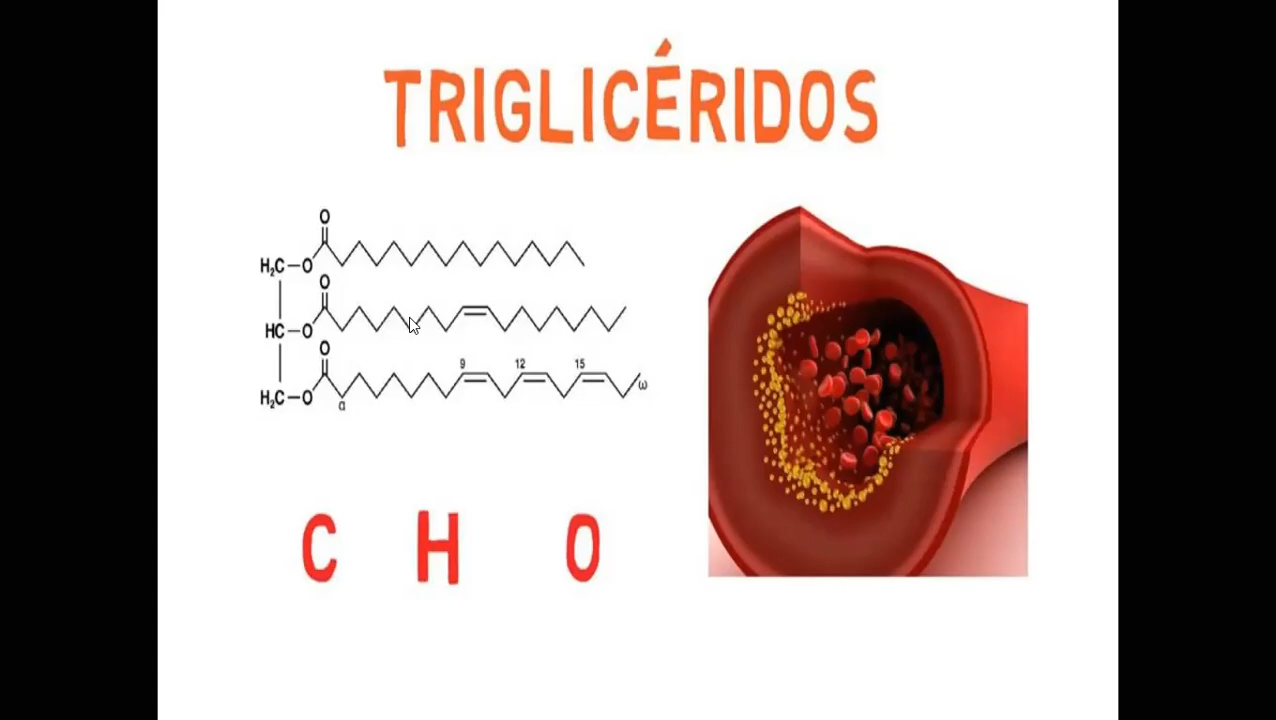 TRIGLICÉRIDOS
O
H₂C–O
O
HC–O
O
9 12 15
ω
H₂C–O
α
C H O